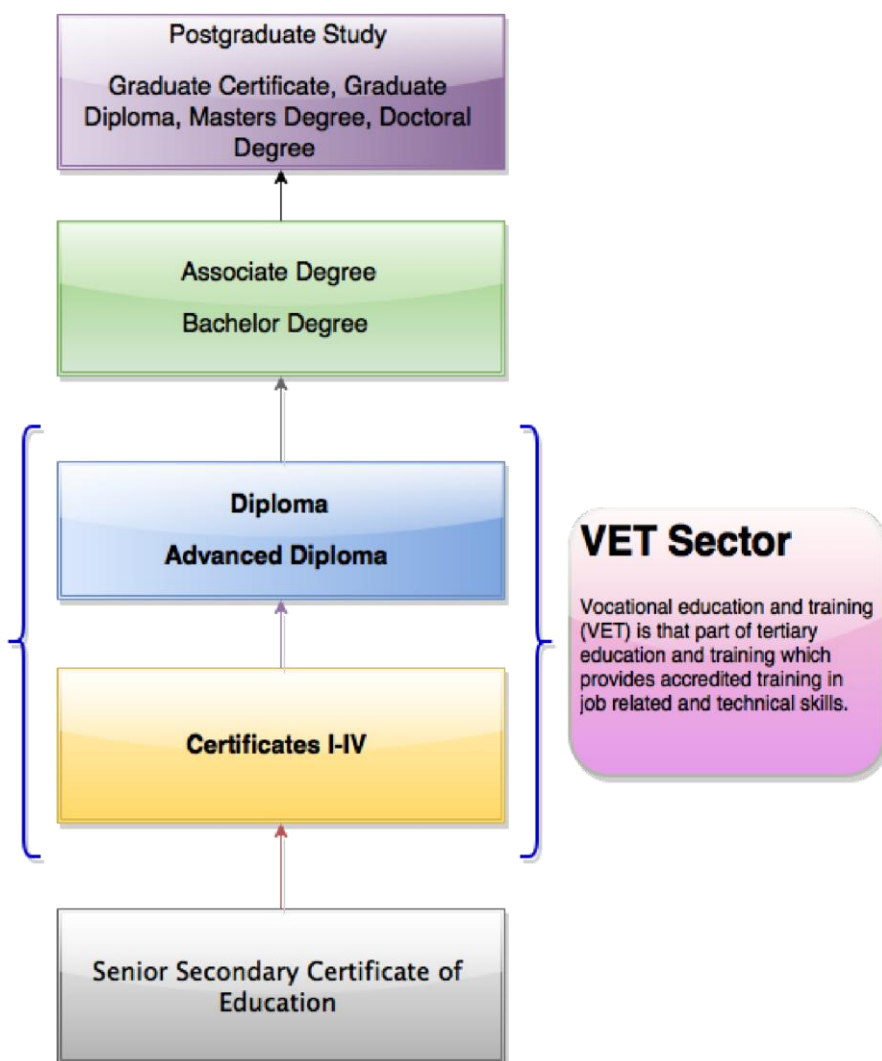 Postgraduate Study
Graduate Certificate, Graduate
Diploma, Masters Degree, Doctoral
Degree
Associate Degree
Bachelor Degree
Diploma
Advanced Diploma
Certificates I-IV
Senior Secondary Certificate of
Education
VET Sector
Vocational education and training
(VET) is that part of tertiary
education and training which
provides accredited training in
job related and technical skills.